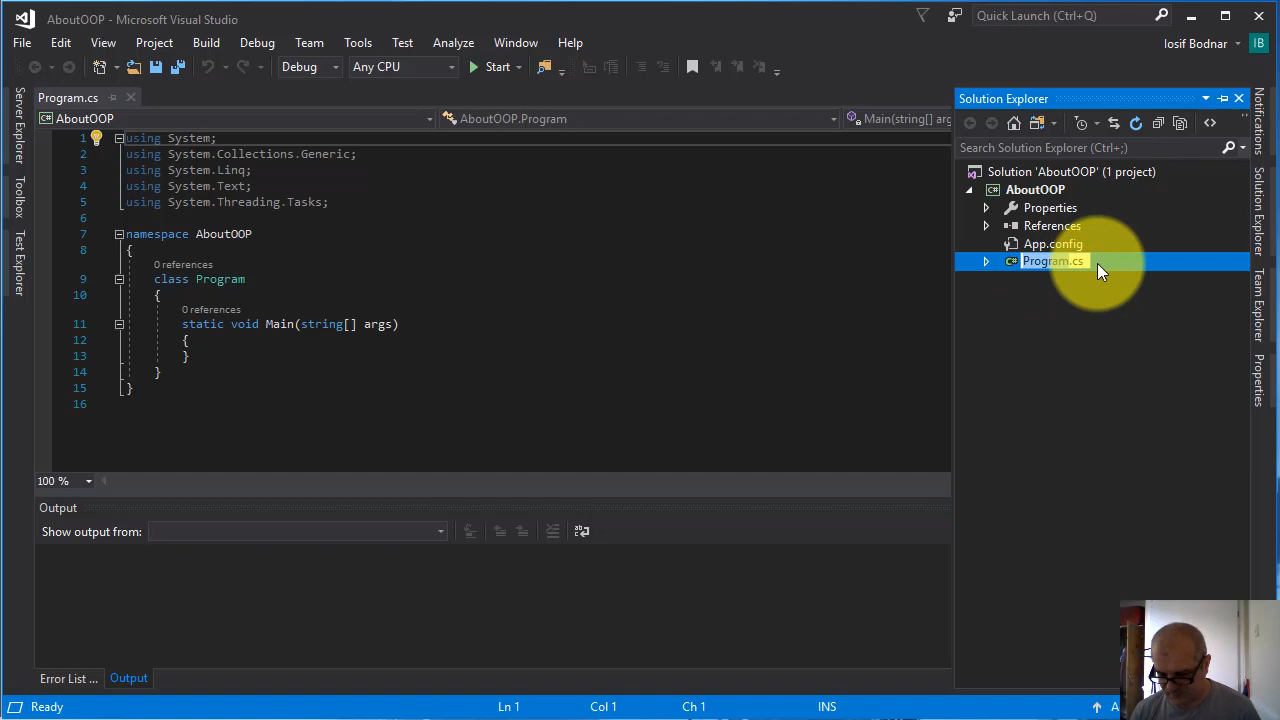 AboutOOP - Microsoft Visual Studio
Quick Launch (Ctrl+Q)
File Edit View Project Build Debug Team Tools Test Analyze Window Help
Iosif Bodnar IB
Debug Any CPU Start
Server Explorer
Toolbox
Test Explorer
Program.cs
AboutOOP AboutOOP.Program Main(string[] arg
1 using System;
2 using System.Collections.Generic;
3 using System.Linq;
4 using System.Text;
5 using System.Threading.Tasks;
6
7 namespace AboutOOP
8 {
0 references
9 class Program
10 {
0 references
11 static void Main(string[] args)
12 {
13 }
14 }
15 }
16
100 %
Output
Show output from:
Error List ... Output
Solution Explorer
Search Solution Explorer (Ctrl+;)
Solution 'AboutOOP' (1 project)
C# AboutOOP
Properties
References
App.config
C# Program.cs
Notifications
Solution Explorer
Team Explorer
Properties
Ready Ln 1 Col 1 Ch 1 INS A